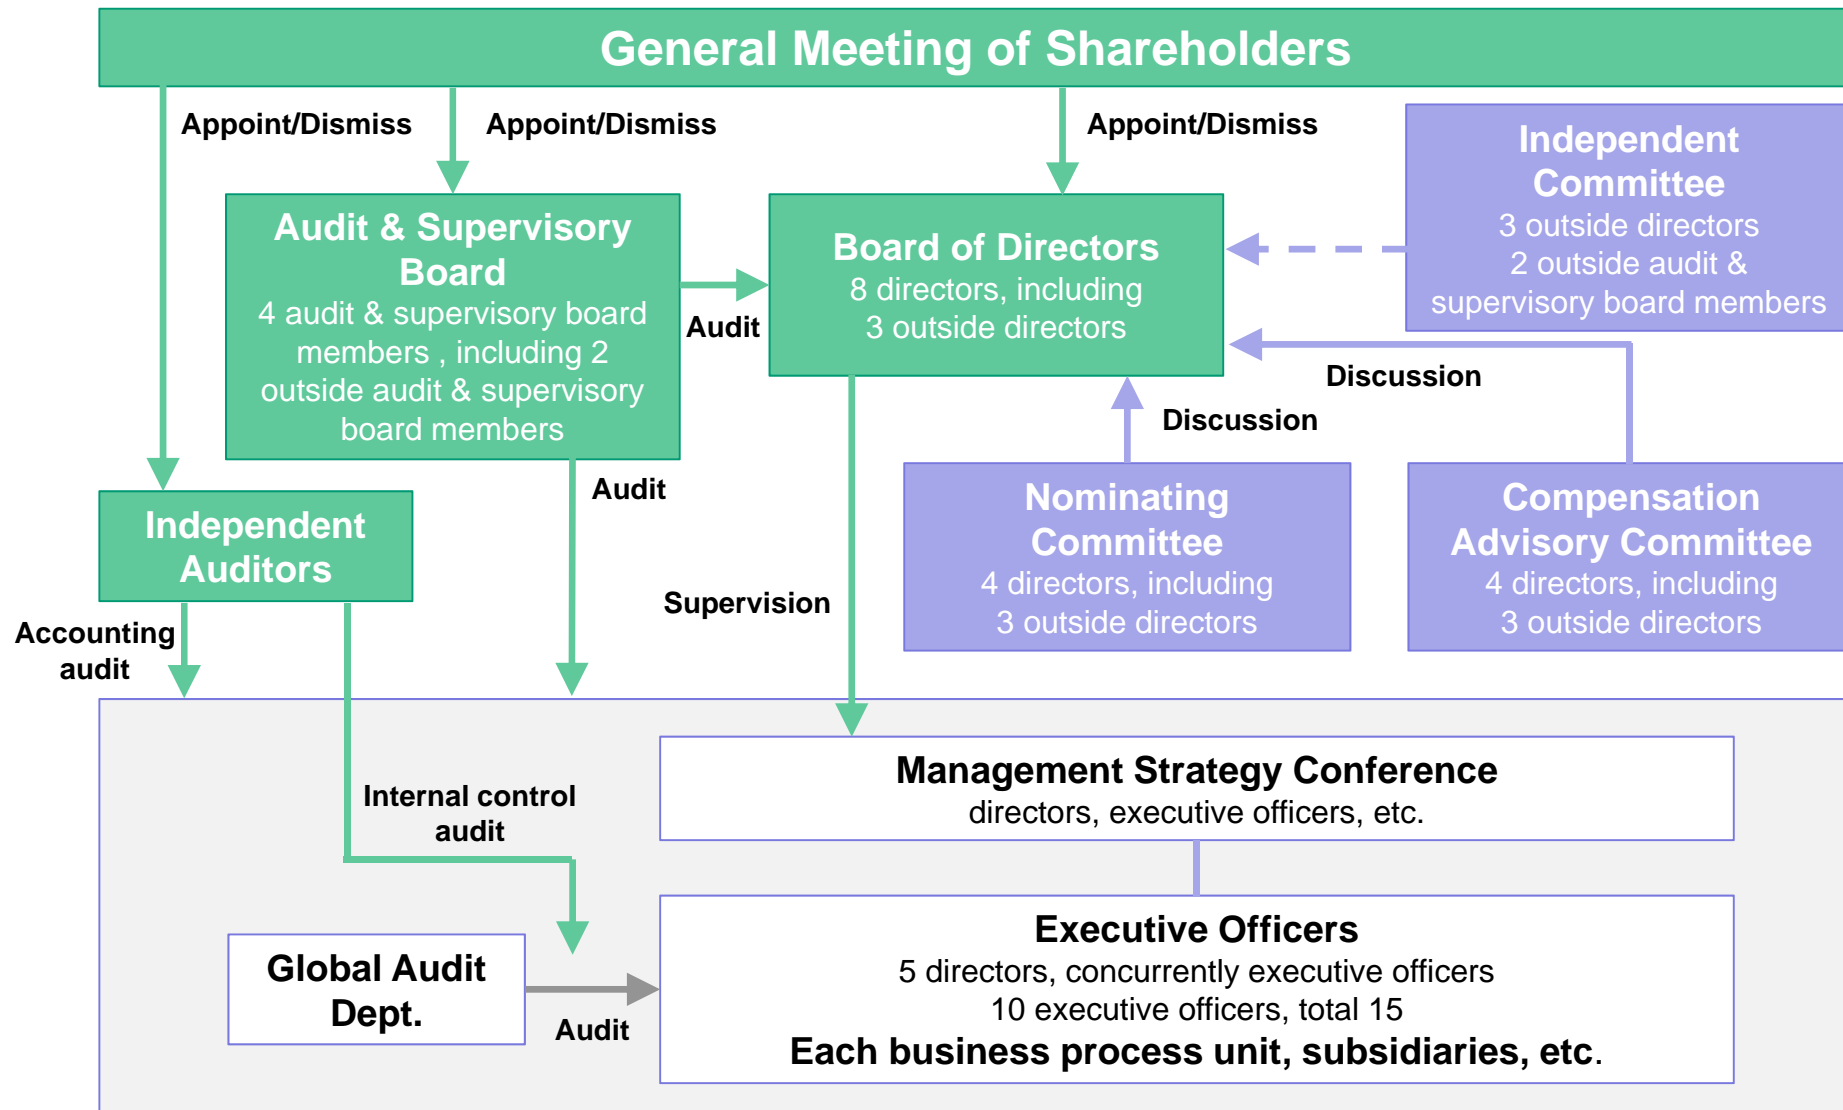 General Meeting of Shareholders
Appoint/Dismiss
Appoint/Dismiss
Appoint/Dismiss
Independent
Committee
3 outside directors
2 outside audit &
supervisory board members
Audit & Supervisory
Board
4 audit & supervisory board
members , including 2
outside audit & supervisory
board members
Audit
Board of Directors
8 directors, including
3 outside directors
Discussion
Discussion
Audit
Independent
Auditors
Nominating
Committee
4 directors, including
3 outside directors
Compensation
Advisory Committee
4 directors, including
3 outside directors
Supervision
Accounting
audit
Management Strategy Conference
directors, executive officers, etc.
Internal control
audit
Executive Officers
5 directors, concurrently executive officers
10 executive officers, total 15
Each business process unit, subsidiaries, etc.
Global Audit
Dept.
Audit